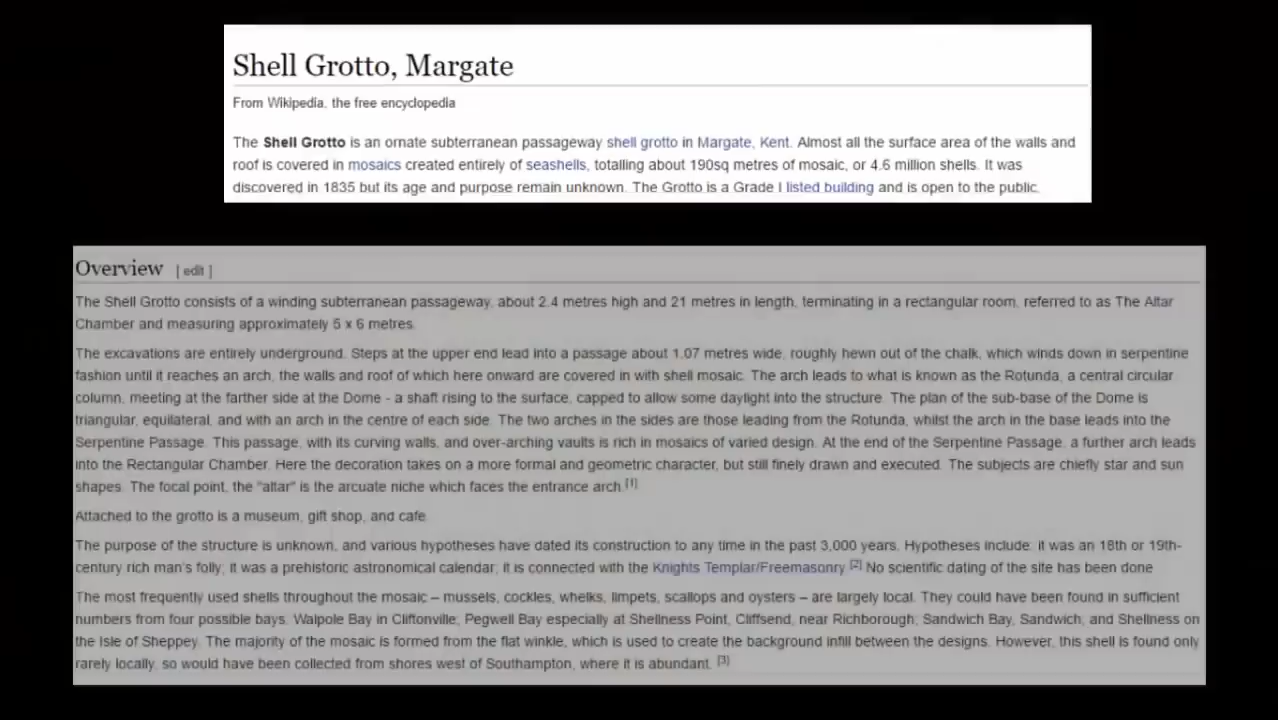 Shell Grotto, Margate
From Wikipedia, the free encyclopedia
The Shell Grotto is an ornate subterranean passageway shell grotto in Margate, Kent. Almost all the surface area of the walls and
roof is covered in mosaics created entirely of seashells, totalling about 190sq metres of mosaic, or 4.6 million shells. It was
discovered in 1835 but its age and purpose remain unknown. The Grotto is a Grade I listed building and is open to the public.
Overview [ edit ]
The Shell Grotto consists of a winding subterranean passageway, about 2.4 metres high and 21 metres in length, terminating in a rectangular room, referred to as The Altar
Chamber and measuring approximately 5 x 6 metres.
The excavations are entirely underground. Steps at the upper end lead into a passage about 1.07 metres wide, roughly hewn out of the chalk, which winds down in serpentine
fashion until it reaches an arch, the walls and roof of which here onward are covered in with shell mosaic. The arch leads to what is known as the Rotunda, a central circular
column, meeting at the farther side at the Dome - a shaft rising to the surface, capped to allow some daylight into the structure. The plan of the sub-base of the Dome is
triangular, equilateral, and with an arch in the centre of each side. The two arches in the sides are those leading from the Rotunda, whilst the arch in the base leads into the
Serpentine Passage. This passage, with its curving walls, and over-arching vaults is rich in mosaics of varied design. At the end of the Serpentine Passage, a further arch leads
into the Rectangular Chamber. Here the decoration takes on a more formal and geometric character, but still finely drawn and executed. The subjects are chiefly star and sun
shapes. The focal point, the "altar" is the arcuate niche which faces the entrance arch.[1]
Attached to the grotto is a museum, gift shop, and cafe.
The purpose of the structure is unknown, and various hypotheses have dated its construction to any time in the past 3,000 years. Hypotheses include: it was an 18th or 19th-
century rich man's folly; it was a prehistoric astronomical calendar; it is connected with the Knights Templar/Freemasonry [2] No scientific dating of the site has been done
The most frequently used shells throughout the mosaic – mussels, cockles, whelks, limpets, scallops and oysters – are largely local. They could have been found in sufficient
numbers from four possible bays: Walpole Bay in Cliftonville; Pegwell Bay especially at Shellness Point, Cliffsend, near Richborough; Sandwich Bay, Sandwich; and Shellness on
the Isle of Sheppey. The majority of the mosaic is formed from the flat winkle, which is used to create the background infill between the designs. However, this shell is found only
rarely locally, so would have been collected from shores west of Southampton, where it is abundant. [3]